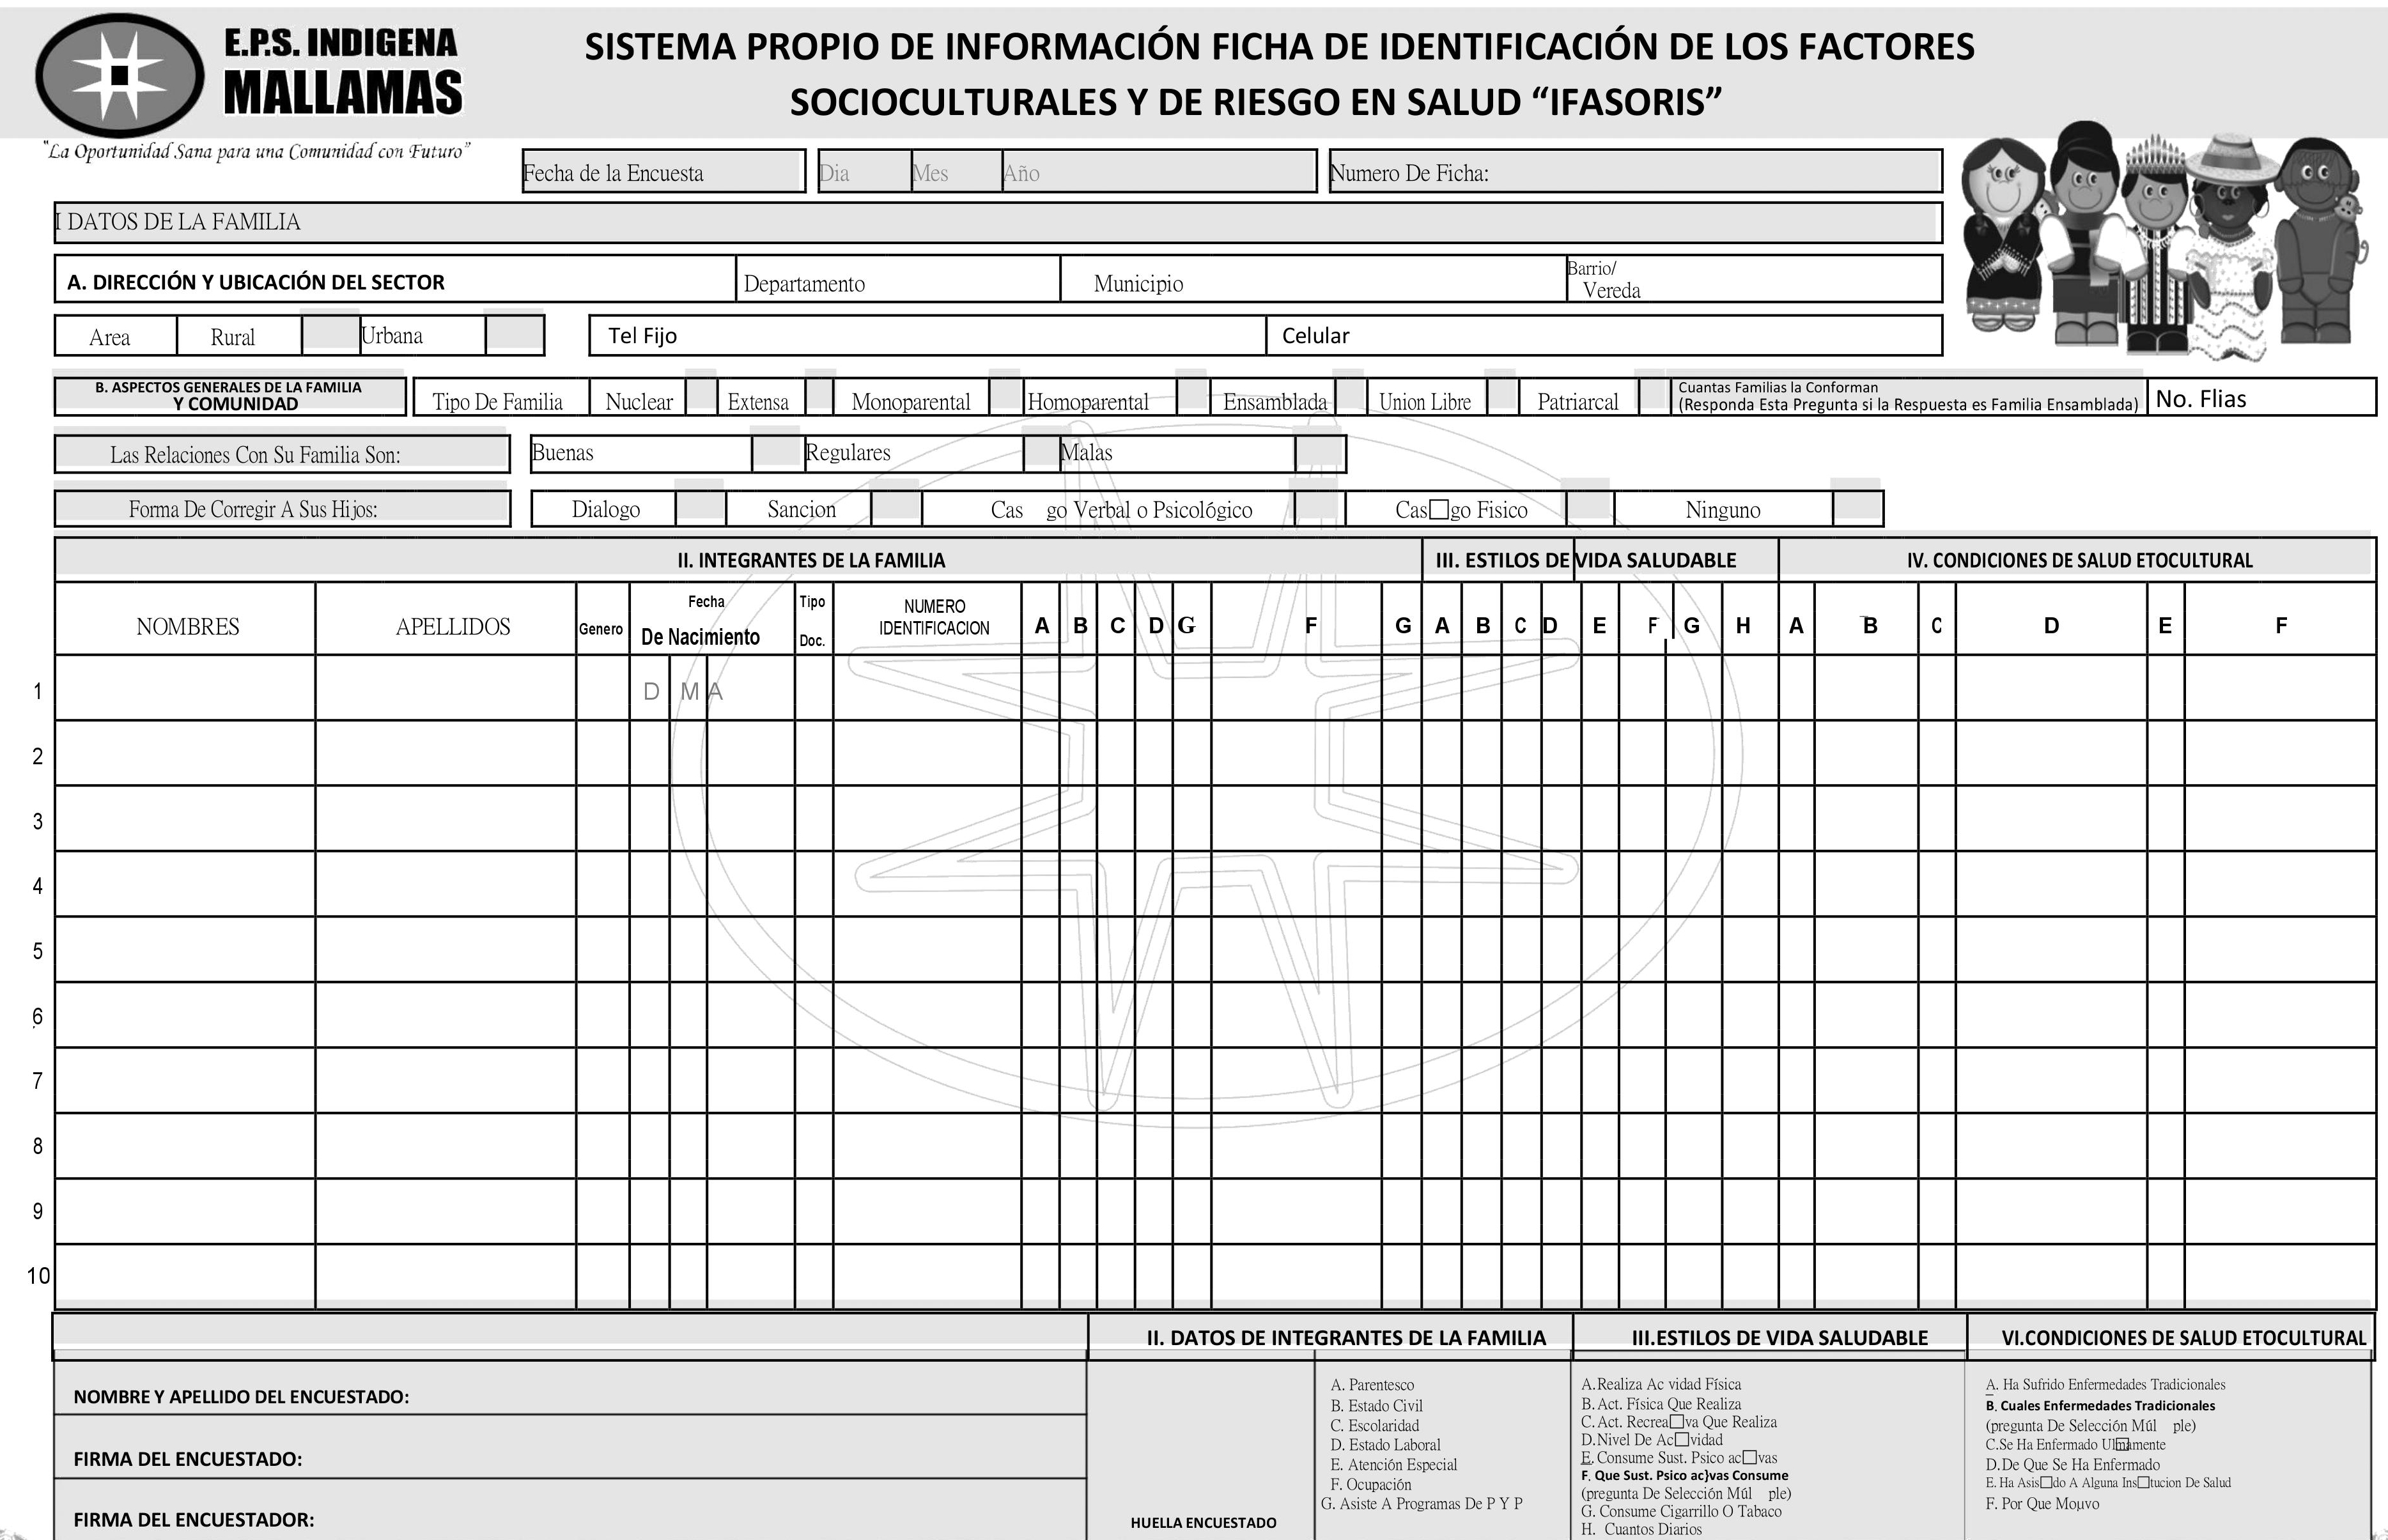 E.P.S. INDIGENA
MALLAMAS
"La Oportunidad Sana para una Comunidad con Futuro"
SISTEMA PROPIO DE INFORMACIÓN FICHA DE IDENTIFICACIÓN DE LOS FACTORES
SOCIOCULTURALES Y DE RIESGO EN SALUD “IFASORIS”
Fecha de la Encuesta Dia Mes Año Numero De Ficha:
I DATOS DE LA FAMILIA
A. DIRECCIÓN Y UBICACIÓN DEL SECTOR Departamento Municipio Barrio/
Vereda
Area Rural Urbana Tel Fijo Celular
B. ASPECTOS GENERALES DE LA FAMILIA
Y COMUNIDAD
Tipo De Familia Nuclear Extensa Monoparental Homoparental Ensamblada Union Libre Patriarcal
Cuantas Familias la Conforman
(Responda Esta Pregunta si la Respuesta es Familia Ensamblada) No. Flias
Las Relaciones Con Su Familia Son: Buenas Regulares Malas
Forma De Corregir A Sus Hijos: Dialogo Sancion Cas go Verbal o Psicológico Cas□go Fisico Ninguno
II. INTEGRANTES DE LA FAMILIA III. ESTILOS DE VIDA SALUDABLE IV. CONDICIONES DE SALUD ETOCULTURAL
NOMBRES APELLIDOS Genero Fecha
De Nacimiento Tipo
Doc. NUMERO
IDENTIFICACION A B C D G F G A B C D E F G H A B C D E F
1 D M A
2
3
4
5
6
7
8
9
10
II. DATOS DE INTEGRANTES DE LA FAMILIA III.ESTILOS DE VIDA SALUDABLE VI.CONDICIONES DE SALUD ETOCULTURAL
NOMBRE Y APELLIDO DEL ENCUESTADO:
FIRMA DEL ENCUESTADO:
FIRMA DEL ENCUESTADOR:
HUELLA ENCUESTADO
A. Parentesco
B. Estado Civil
C. Escolaridad
D. Estado Laboral
E. Atención Especial
F. Ocupación
G. Asiste A Programas De P Y P
A.Realiza Ac vidad Física
B.Act. Física Que Realiza
C.Act. Recrea□va Que Realiza
D.Nivel De Ac□vidad
E.Consume Sust. Psico ac□vas
F. Que Sust. Psico ac}vas Consume
(pregunta De Selección Múl ple)
G. Consume Cigarrillo O Tabaco
H. Cuantos Diarios
A. Ha Sufrido Enfermedades Tradicionales
B. Cuales Enfermedades Tradicionales
(pregunta De Selección Múl ple)
C.Se Ha Enfermado Ul□mamente
D.De Que Se Ha Enfermado
E.Ha Asis□do A Alguna Ins□tucion De Salud
F. Por Que Moµvo